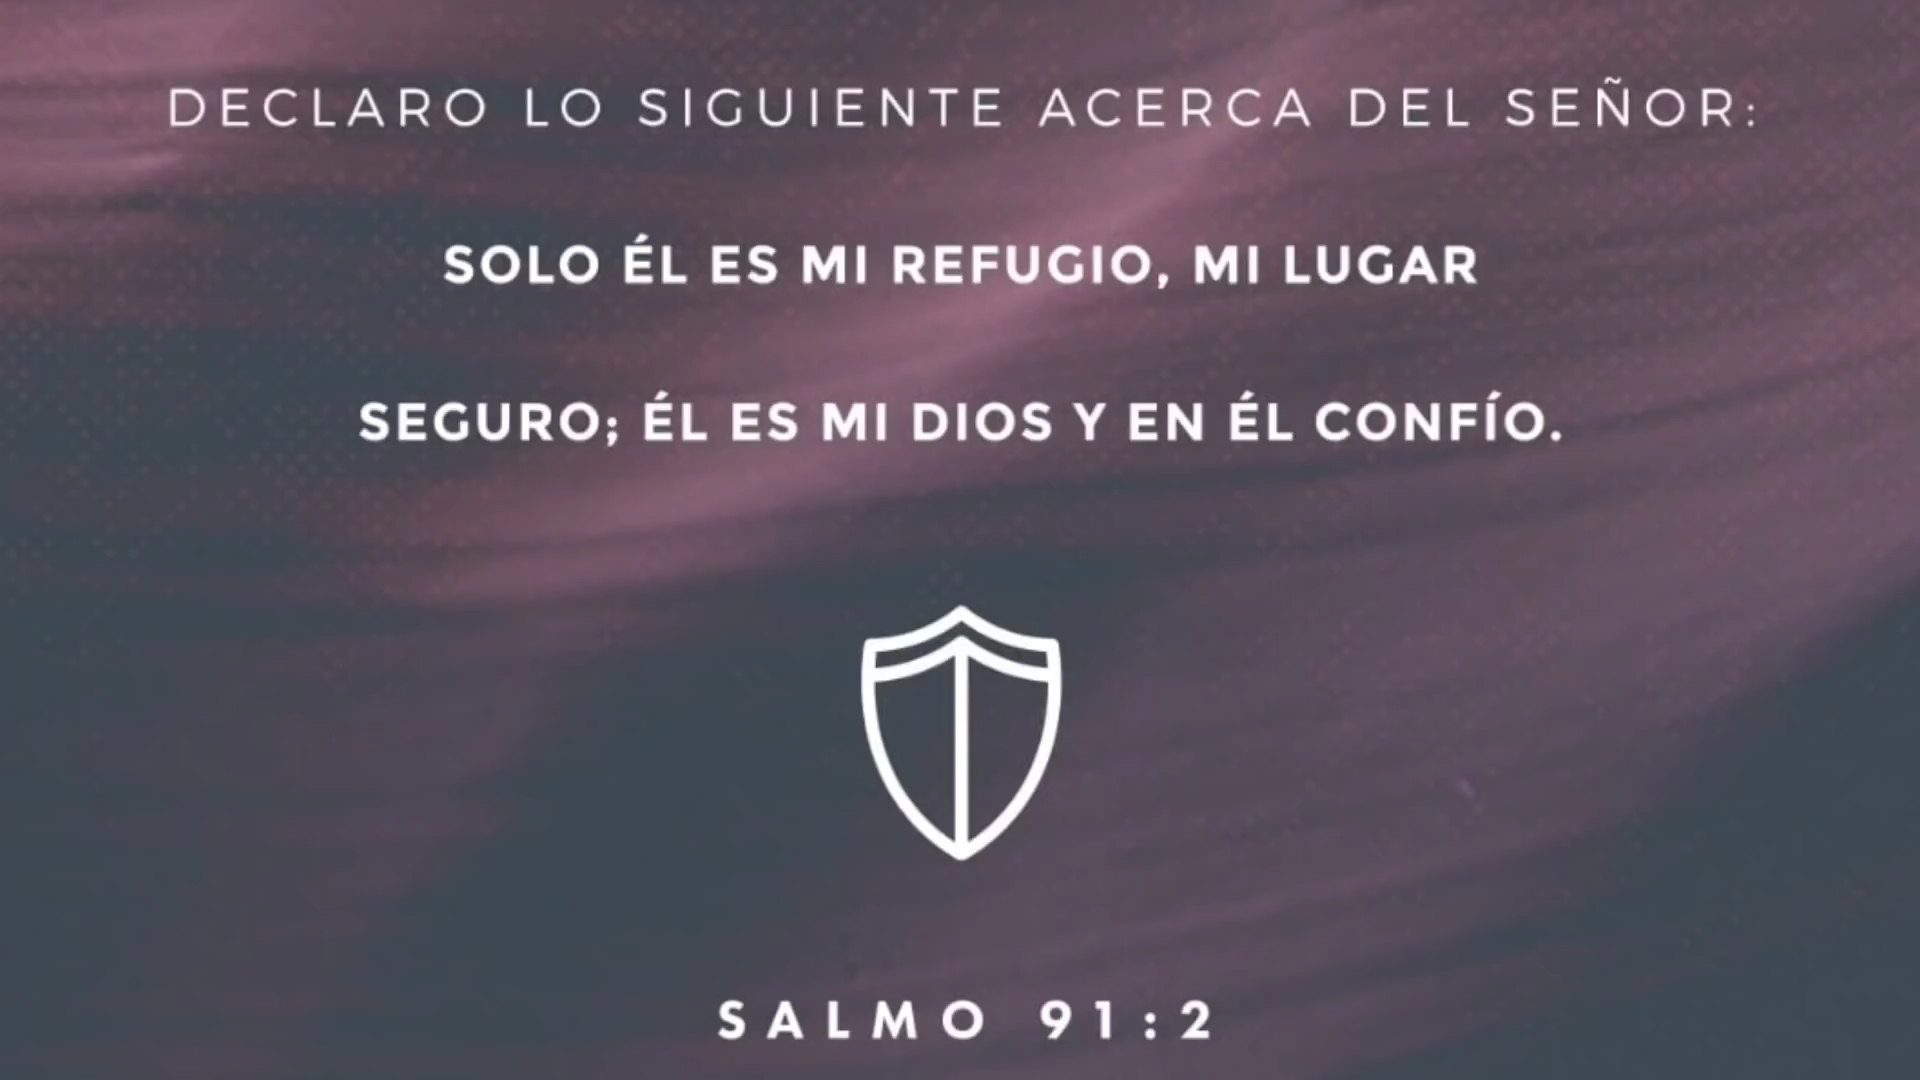 DECLARO LO SIGUIENTE ACERCA DEL SEÑOR:
SOLO ÉL ES MI REFUGIO, MI LUGAR
SEGURO; ÉL ES MI DIOS Y EN ÉL CONFÍO.
SALMO 91:2